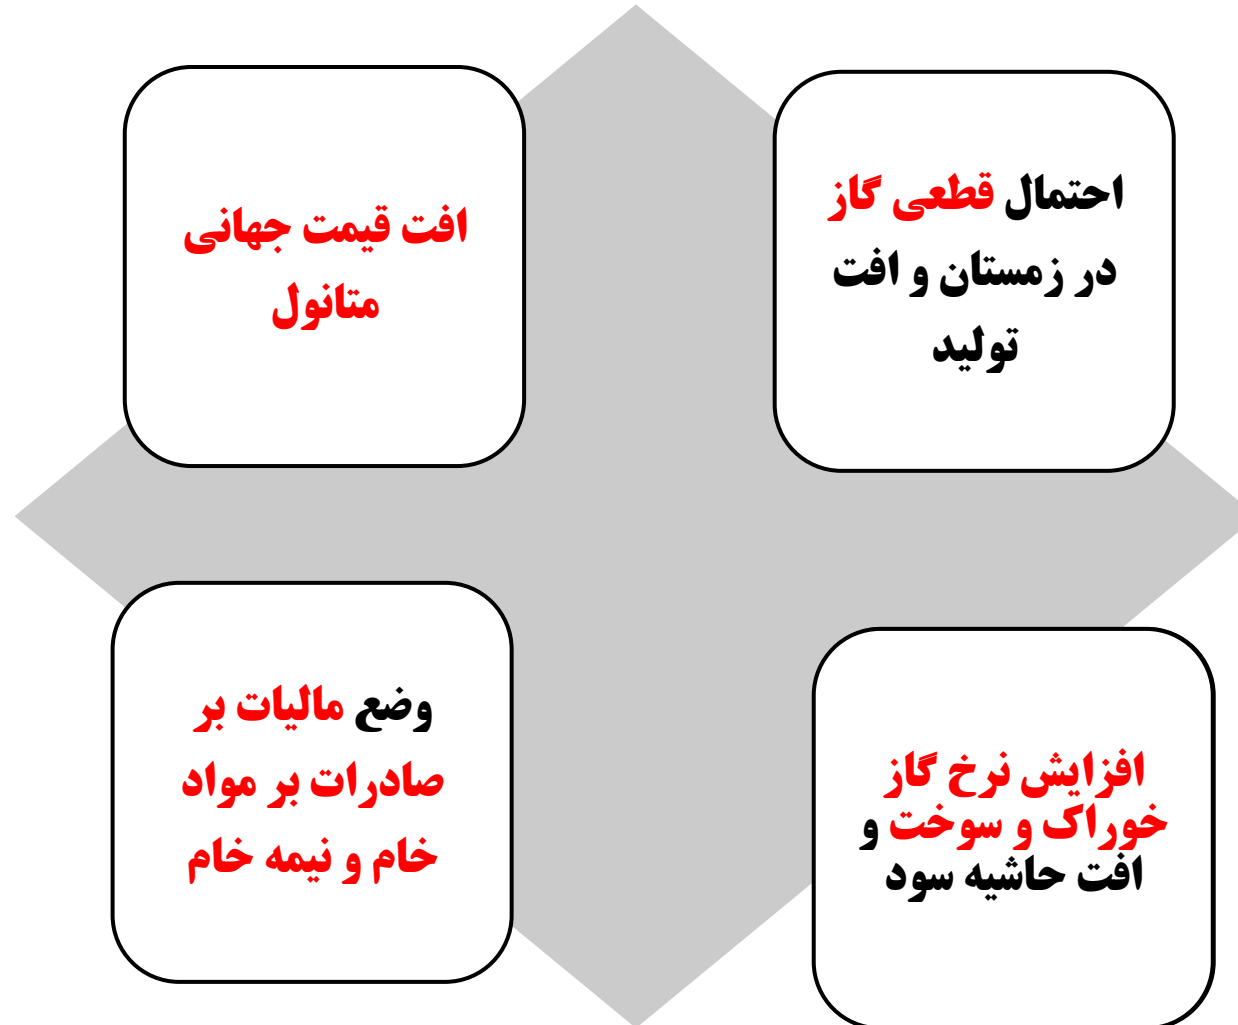 احتمال قطعی گاز
در زمستان و افت
تولید
افت قیمت جهانی
متانول
افزایش نرخ گاز
خوراک و سوخت و
افت حاشیه سود
وضع مالیات بر
صادرات بر مواد
خام و نیمه خام